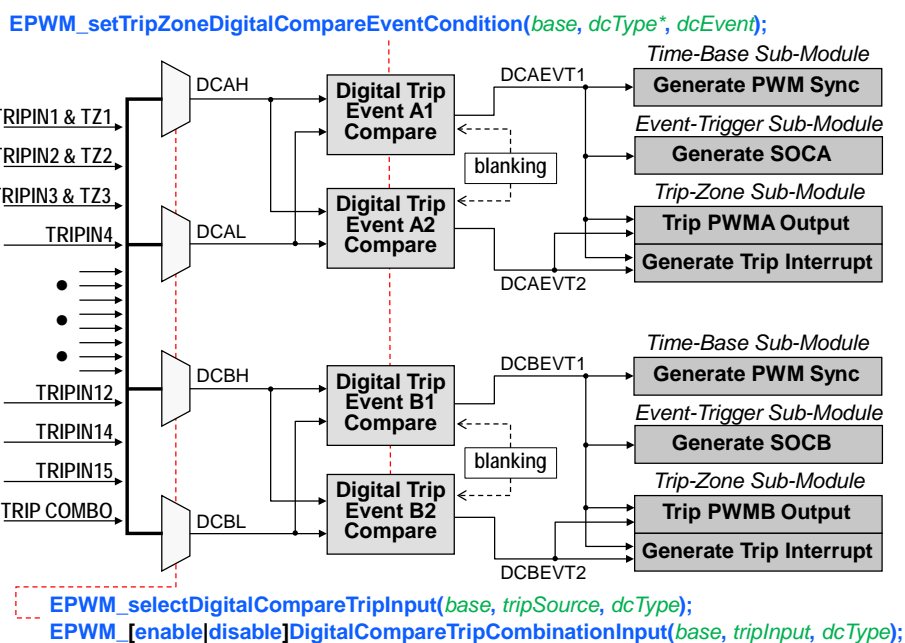 EPWM_setTripZoneDigitalCompareEventCondition(base, dcType*, dcEvent);
Time-Base Sub-Module
DCAH
DCAEVT1
Digital Trip
Event A1
Compare
Generate PWM Sync
TRIPIN1 & TZ1
Event-Trigger Sub-Module
TRIPIN2 & TZ2
blanking
Generate SOCA
TRIPIN3 & TZ3
Digital Trip
Event A2
Compare
Trip-Zone Sub-Module
TRIPIN4
DCAL
Trip PWMA Output
Generate Trip Interrupt
DCAEVT2
Time-Base Sub-Module
DCBH
DCBEVT1
Digital Trip
Event B1
Compare
Generate PWM Sync
TRIPIN12
Event-Trigger Sub-Module
TRIPIN14
Generate SOCB
TRIPIN15
blanking
Trip-Zone Sub-Module
Digital Trip
Event B2
Compare
TRIP COMBO
DCBL
Trip PWMB Output
Generate Trip Interrupt
DCBEVT2
EPWM_selectDigitalCompareTripInput(base, tripSource, dcType);
EPWM_[enable|disable]DigitalCompareTripCombinationInput(base, tripInput, dcType);